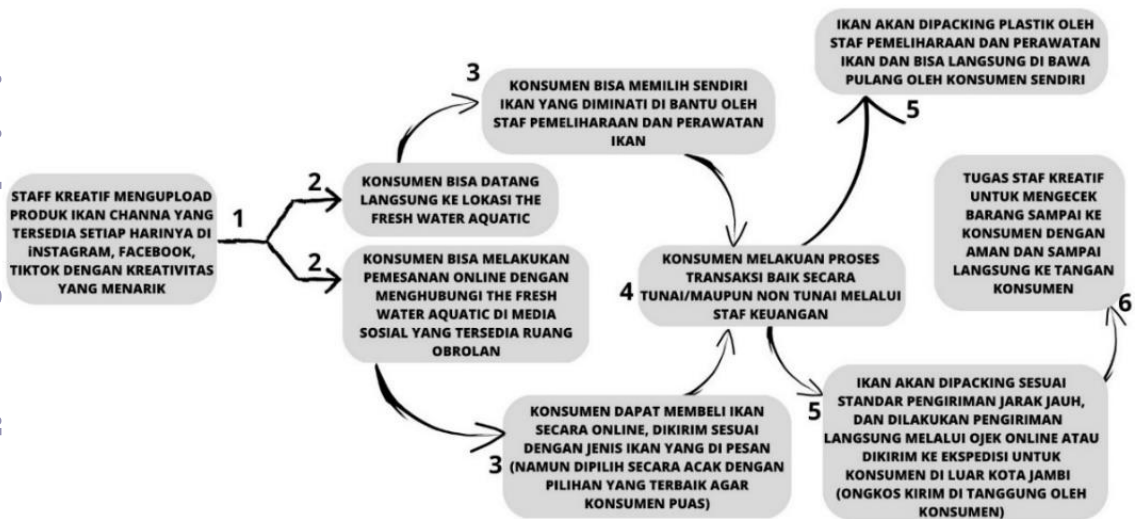 STAFF KREATIF MENGUPLOAD
PRODUK IKAN CHANNA YANG
TERSEDIA SETIAP HARINYA DI
iNSTAGRAM, FACEBOOK,
TIKTOK DENGAN KREATIVITAS
YANG MENARIK
1
2
KONSUMEN BISA DATANG
LANGSUNG KE LOKASI THE
FRESH WATER AQUATIC
2
KONSUMEN BISA MELAKUKAN
PEMESANAN ONLINE DENGAN
MENGHUBUNGI THE FRESH
WATER AQUATIC DI MEDIA
SOSIAL YANG TERSEDIA RUANG
OBROLAN
3
KONSUMEN BISA MEMILIH SENDIRI
IKAN YANG DIMINATI DI BANTU OLEH
STAF PEMELIHARAAN DAN PERAWATAN
IKAN
3
KONSUMEN DAPAT MEMBELI IKAN
SECARA ONLINE, DIKIRIM SESUAI
DENGAN JENIS IKAN YANG DI PESAN
(NAMUN DIPILIH SECARA ACAK DENGAN
PILIHAN YANG TERBAIK AGAR
KONSUMEN PUAS)
4
KONSUMEN MELAKUAN PROSES
TRANSAKSI BAIK SECARA
TUNAI/MAUPUN NON TUNAI MELALUI
STAF KEUANGAN
5
IKAN AKAN DIPACKING PLASTIK OLEH
STAF PEMELIHARAAN DAN PERAWATAN
IKAN DAN BISA LANGSUNG DI BAWA
PULANG OLEH KONSUMEN SENDIRI
5
IKAN AKAN DIPACKING SESUAI
STANDAR PENGIRIMAN JARAK JAUH,
DAN DILAKUKAN PENGIRIMAN
LANGSUNG MELALUI OJEK ONLINE ATAU
DIKIRIM KE EKSPEDISI UNTUK
KONSUMEN DI LUAR KOTA JAMBI
(ONGKOS KIRIM DI TANGGUNG OLEH
KONSUMEN)
6
TUGAS STAF KREATIF
UNTUK MENGECEK
BARANG SAMPAI KE
KONSUMEN DENGAN
AMAN DAN SAMPAI
LANGSUNG KE TANGAN
KONSUMEN